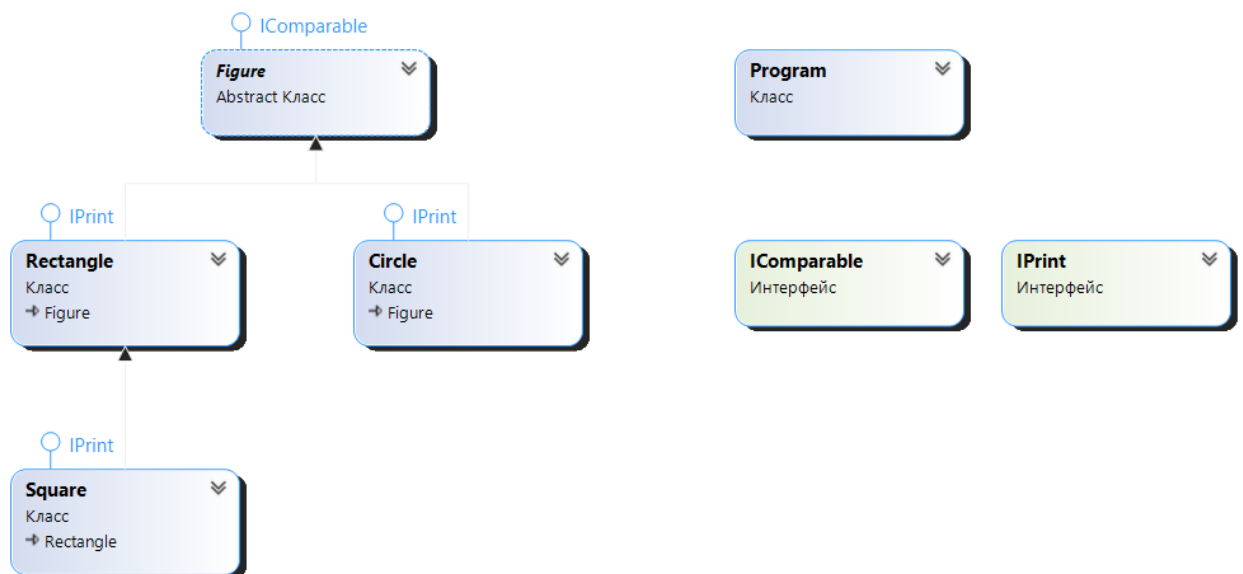 IComparable
Figure
Abstract Класс
Program
Класс
IPrint
Rectangle
Класс
Figure
IPrint
Circle
Класс
Figure
IComparable
Интерфейс
IPrint
Интерфейс
IPrint
Square
Класс
Rectangle